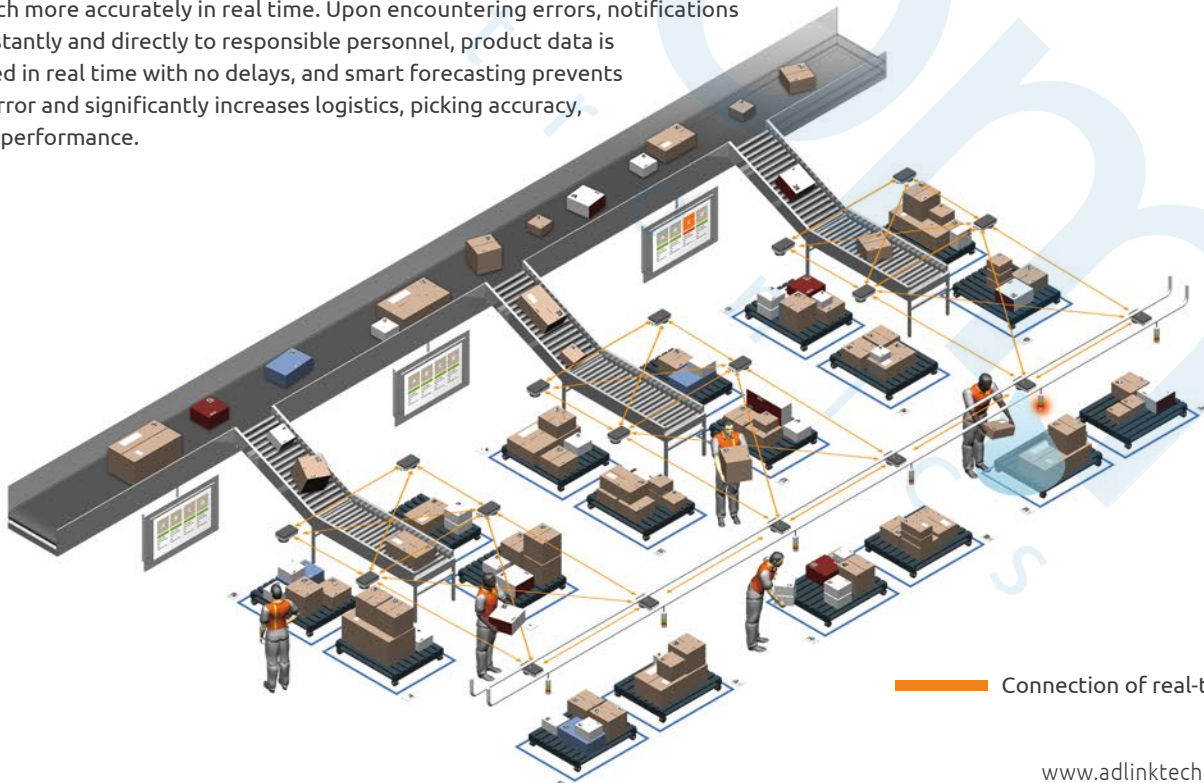 ch more accurately in real time. Upon encountering errors, notifications
stantly and directly to responsible personnel, product data is
ed in real time with no delays, and smart forecasting prevents
rror and significantly increases logistics, picking accuracy,
performance.
Connection of real-t
www.adlinktech